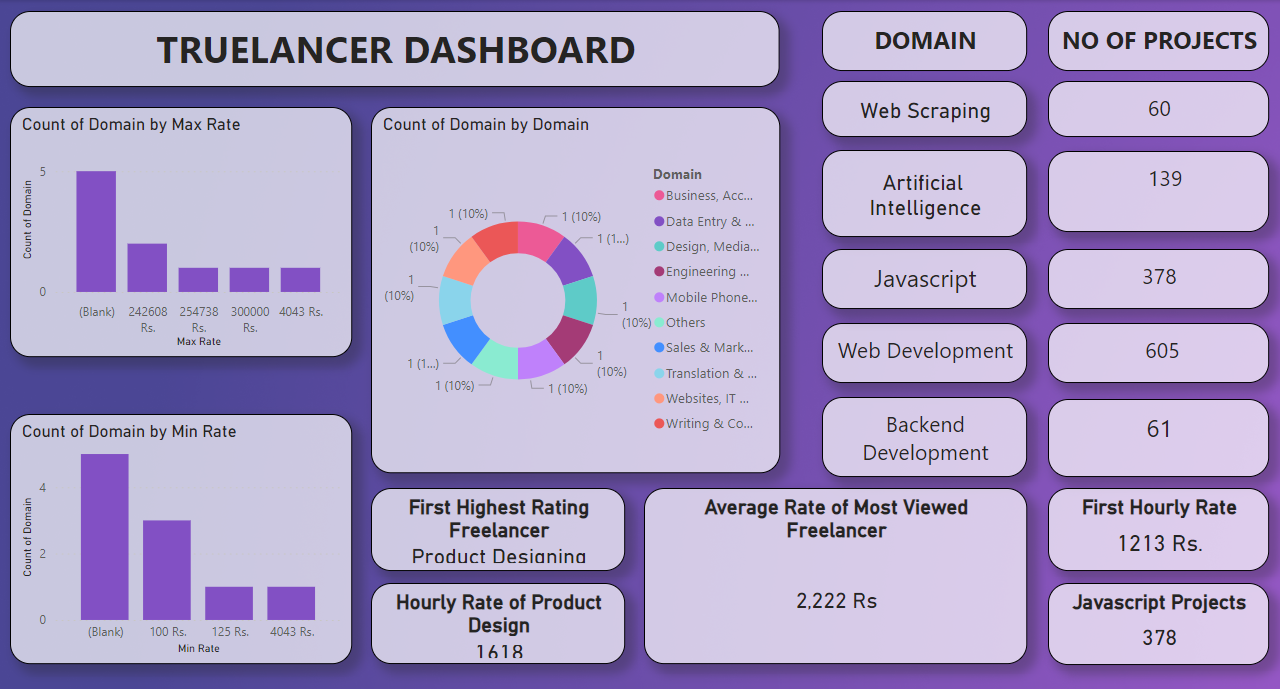 TRUELANCER DASHBOARD
DOMAIN
NO OF PROJECTS
Web Scraping
60
Artificial
Intelligence
139
Javascript
378
Web Development
605
Backend
Development
61
Count of Domain by Max Rate
Count of Domain
5
0
(Blank)
242608
Rs.
254738
Rs.
300000
Rs.
4043 Rs.
Max Rate
Count of Domain by Domain
1 (10%)
1 (1...)
1
(10%)
1
(10%)
1 (10%)
1 (10%)
1 (1...)
1
(10%)
1
(10%)
1 (10%)
Domain
Business, Acc...
Data Entry & ...
Design, Media...
Engineering ...
Mobile Phone...
Others
Sales & Mark...
Translation & ...
Websites, IT ...
Writing & Co...
Count of Domain by Min Rate
Count of Domain
4
2
0
(Blank)
100 Rs.
125 Rs.
4043 Rs.
Min Rate
First Highest Rating
Freelancer
Product Designing
Hourly Rate of Product
Design
1618
Average Rate of Most Viewed
Freelancer
2,222 Rs
First Hourly Rate
1213 Rs.
Javascript Projects
378